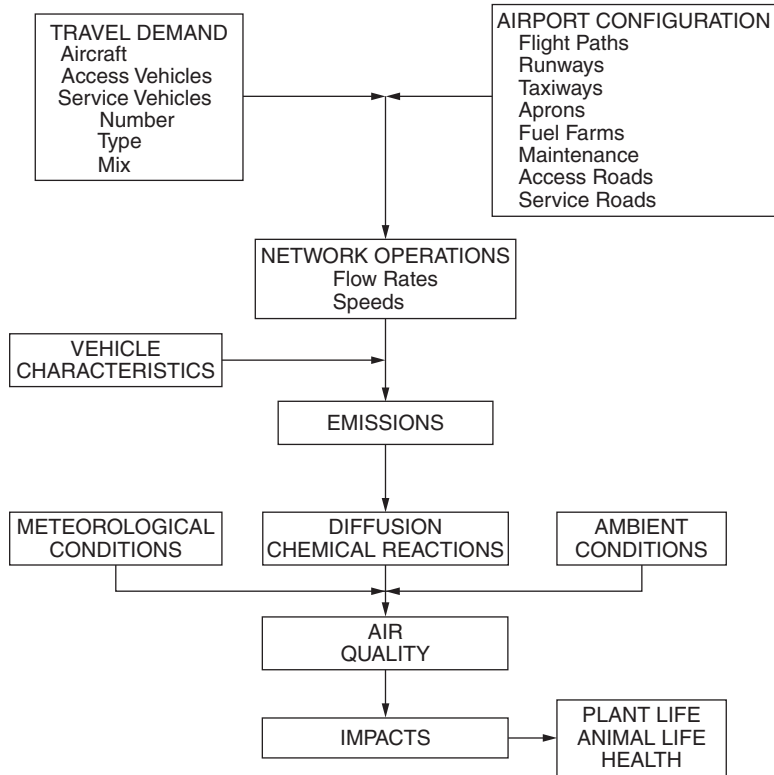 TRAVEL DEMAND
Aircraft
Access Vehicles
Service Vehicles
Number
Type
Mix
AIRPORT CONFIGURATION
Flight Paths
Runways
Taxiways
Aprons
Fuel Farms
Maintenance
Access Roads
Service Roads
NETWORK OPERATIONS
Flow Rates
Speeds
VEHICLE
CHARACTERISTICS
EMISSIONS
METEOROLOGICAL
CONDITIONS
DIFFUSION
CHEMICAL REACTIONS
AMBIENT
CONDITIONS
AIR
QUALITY
IMPACTS
PLANT LIFE
ANIMAL LIFE
HEALTH